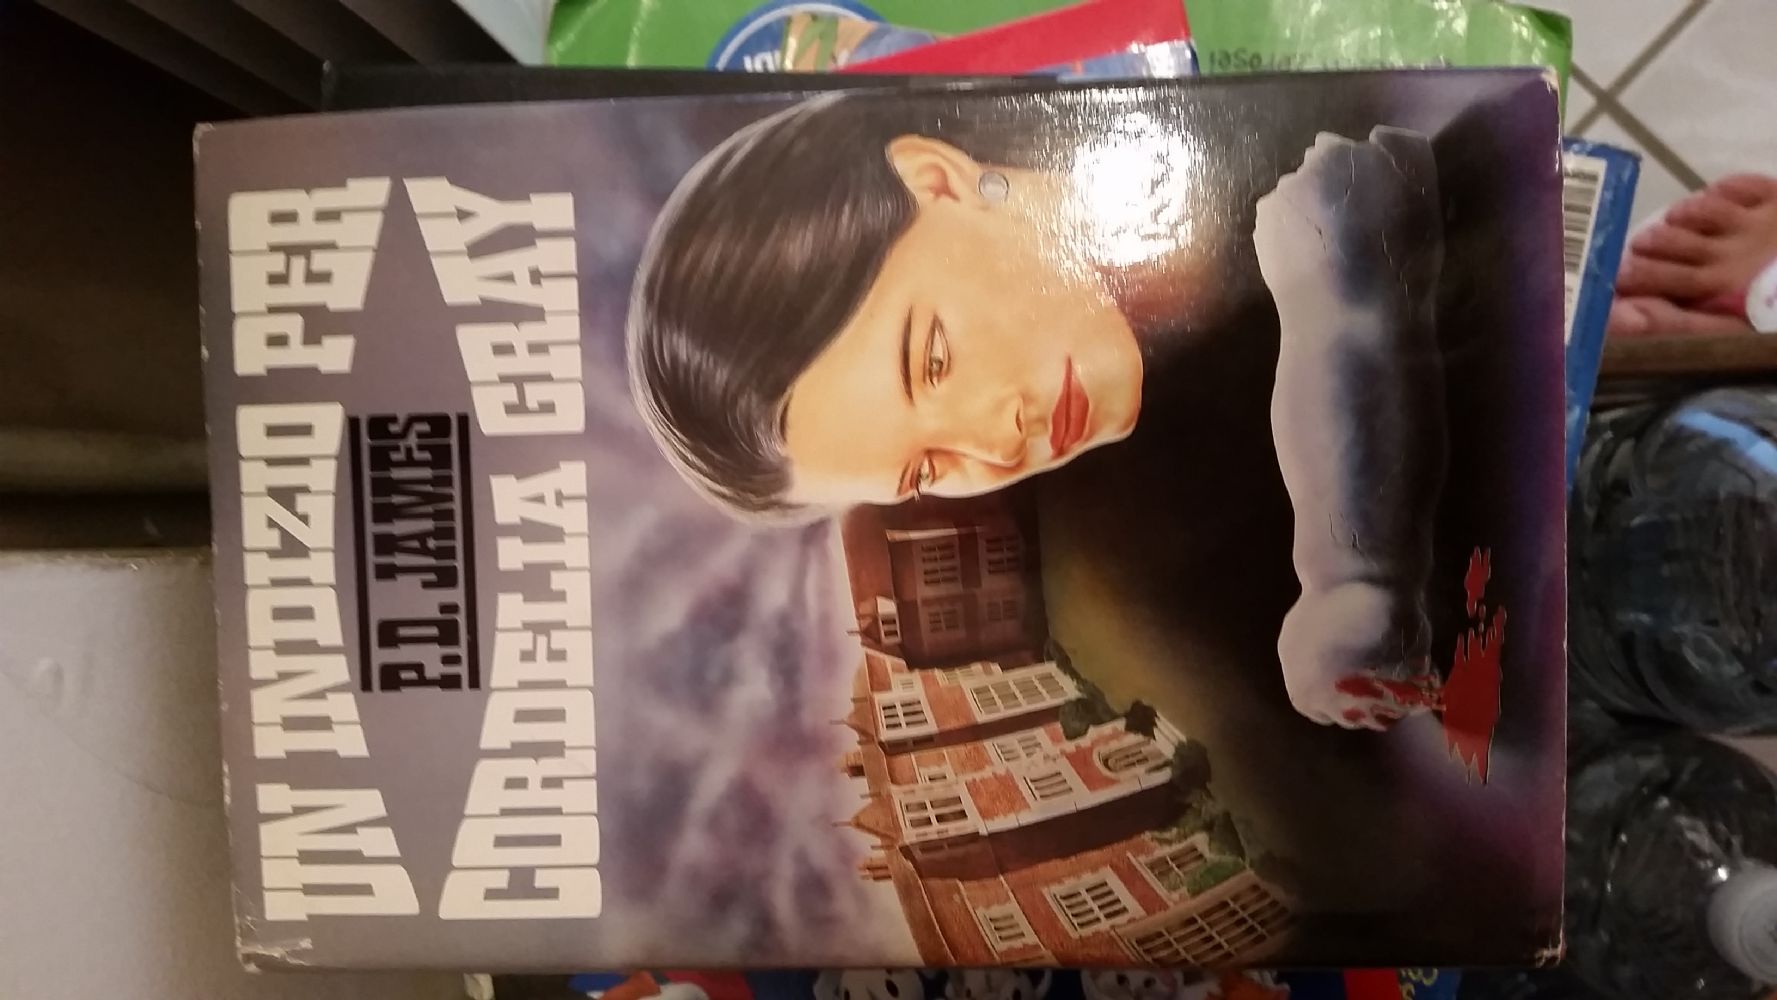 UN INDIZIO PER
P.D. JAMES
CORDELIA GRAY